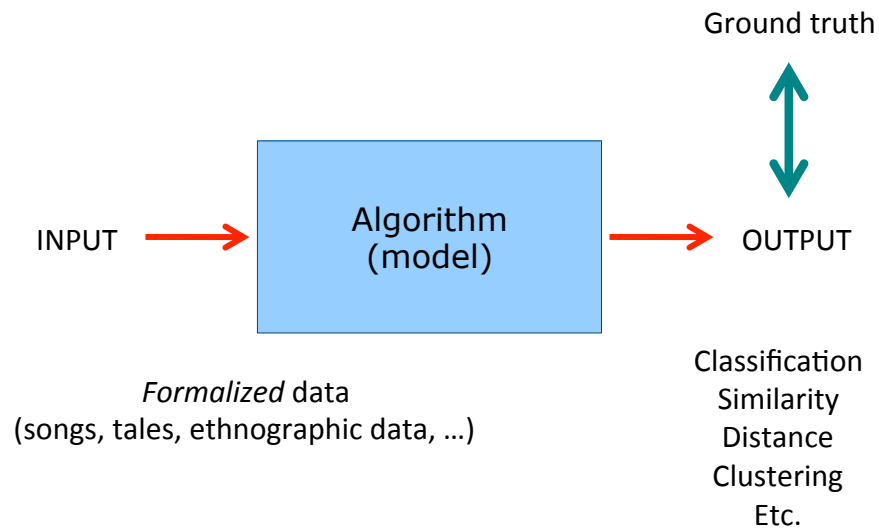 Ground truth
INPUT
Algorithm
(model)
OUTPUT
Formalized data
(songs, tales, ethnographic data, …)
Classification
Similarity
Distance
Clustering
Etc.